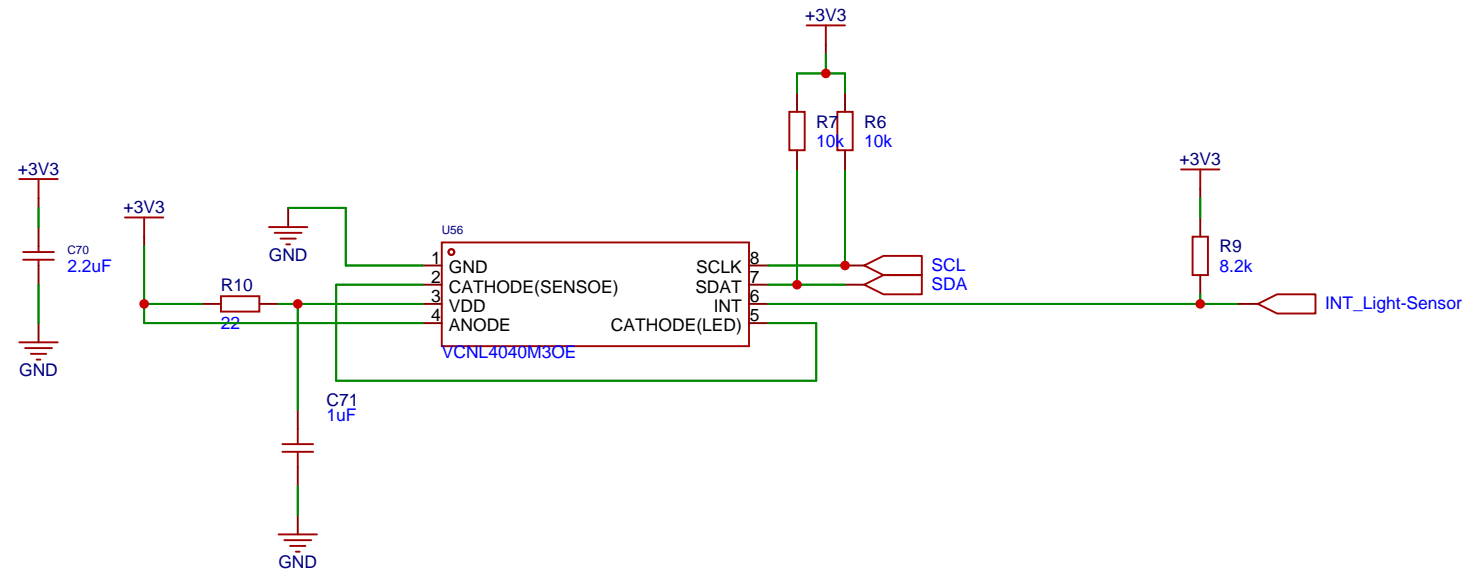 +3V3
R7
10k
R6
10k
+3V3
C70
2.2uF
GND
+3V3
GND
R10
22
C71
1uF
GND
U56
1
GND
2
CATHODE(SENSOE)
3
VDD
4
ANODE
8
SCLK
7
SDAT
6
INT
5
CATHODE(LED)
VCNL4040M3OE
SCL
SDA
+3V3
R9
8.2k
INT_Light-Sensor